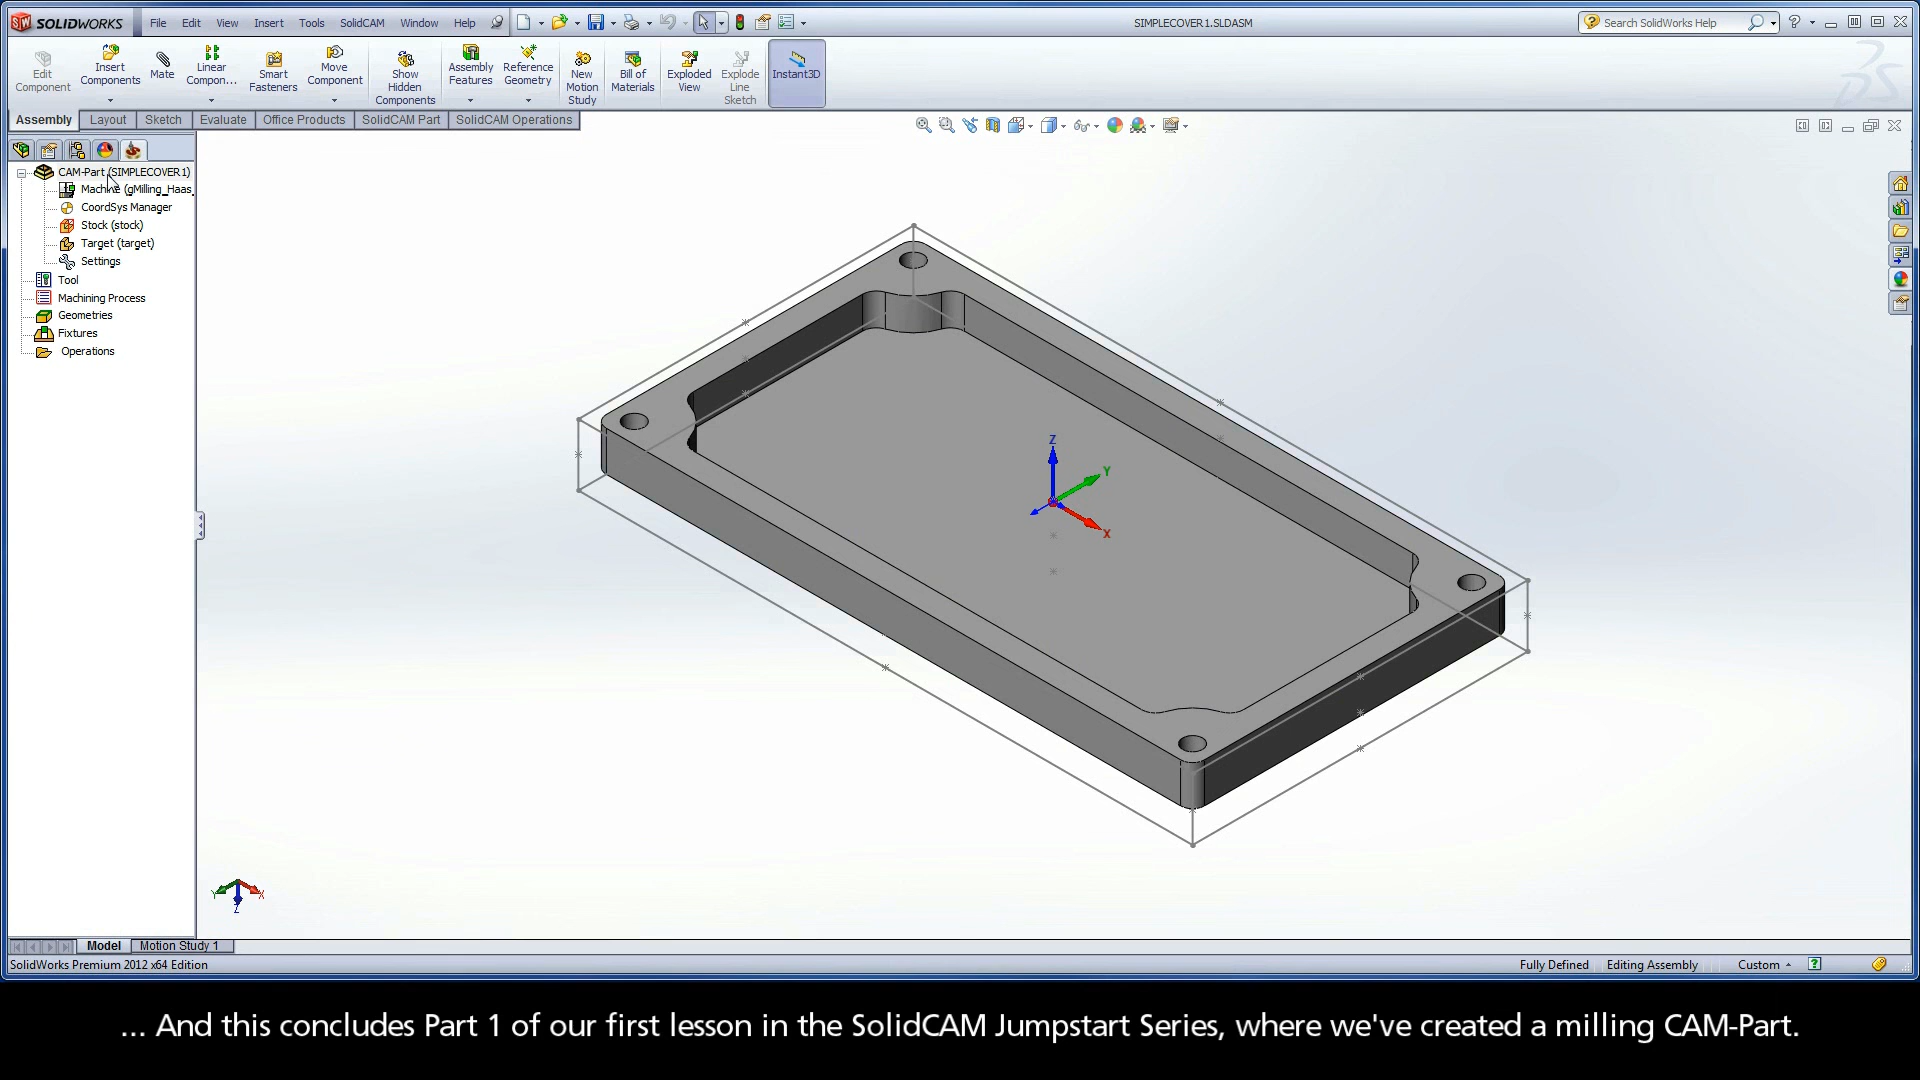 SOLIDWORKS
File Edit View Insert Tools SolidCAM Window Help
SIMPLECOVER1.SLDASM
Search SolidWorks Help
Edit Component
Insert Components
Mate
Linear Compon...
Smart Fasteners
Move Component
Show Hidden Components
Assembly Features
Reference Geometry
New Motion Study
Bill of Materials
Exploded View
Explode Line Sketch
Instant3D
Assembly Layout Sketch Evaluate Office Products SolidCAM Part SolidCAM Operations
CAM-Part (SIMPLECOVER1)
Machine (gMilling_Haas_
CoordSys Manager
Stock (stock)
Target (target)
Settings
Tool
Machining Process
Geometries
Fixtures
Operations
Z
Y
X
Y
X
Z
Model Motion Study 1
SolidWorks Premium 2012 x64 Edition
Fully Defined Editing Assembly Custom
... And this concludes Part 1 of our first lesson in the SolidCAM Jumpstart Series, where we've created a milling CAM-Part.